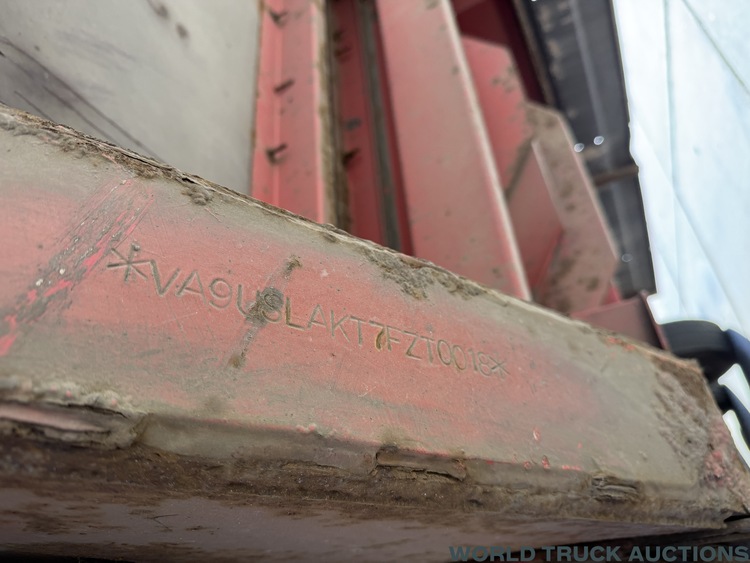 *VA9USLAKT7FZT0018*
WORLD TRUCK AUCTIONS